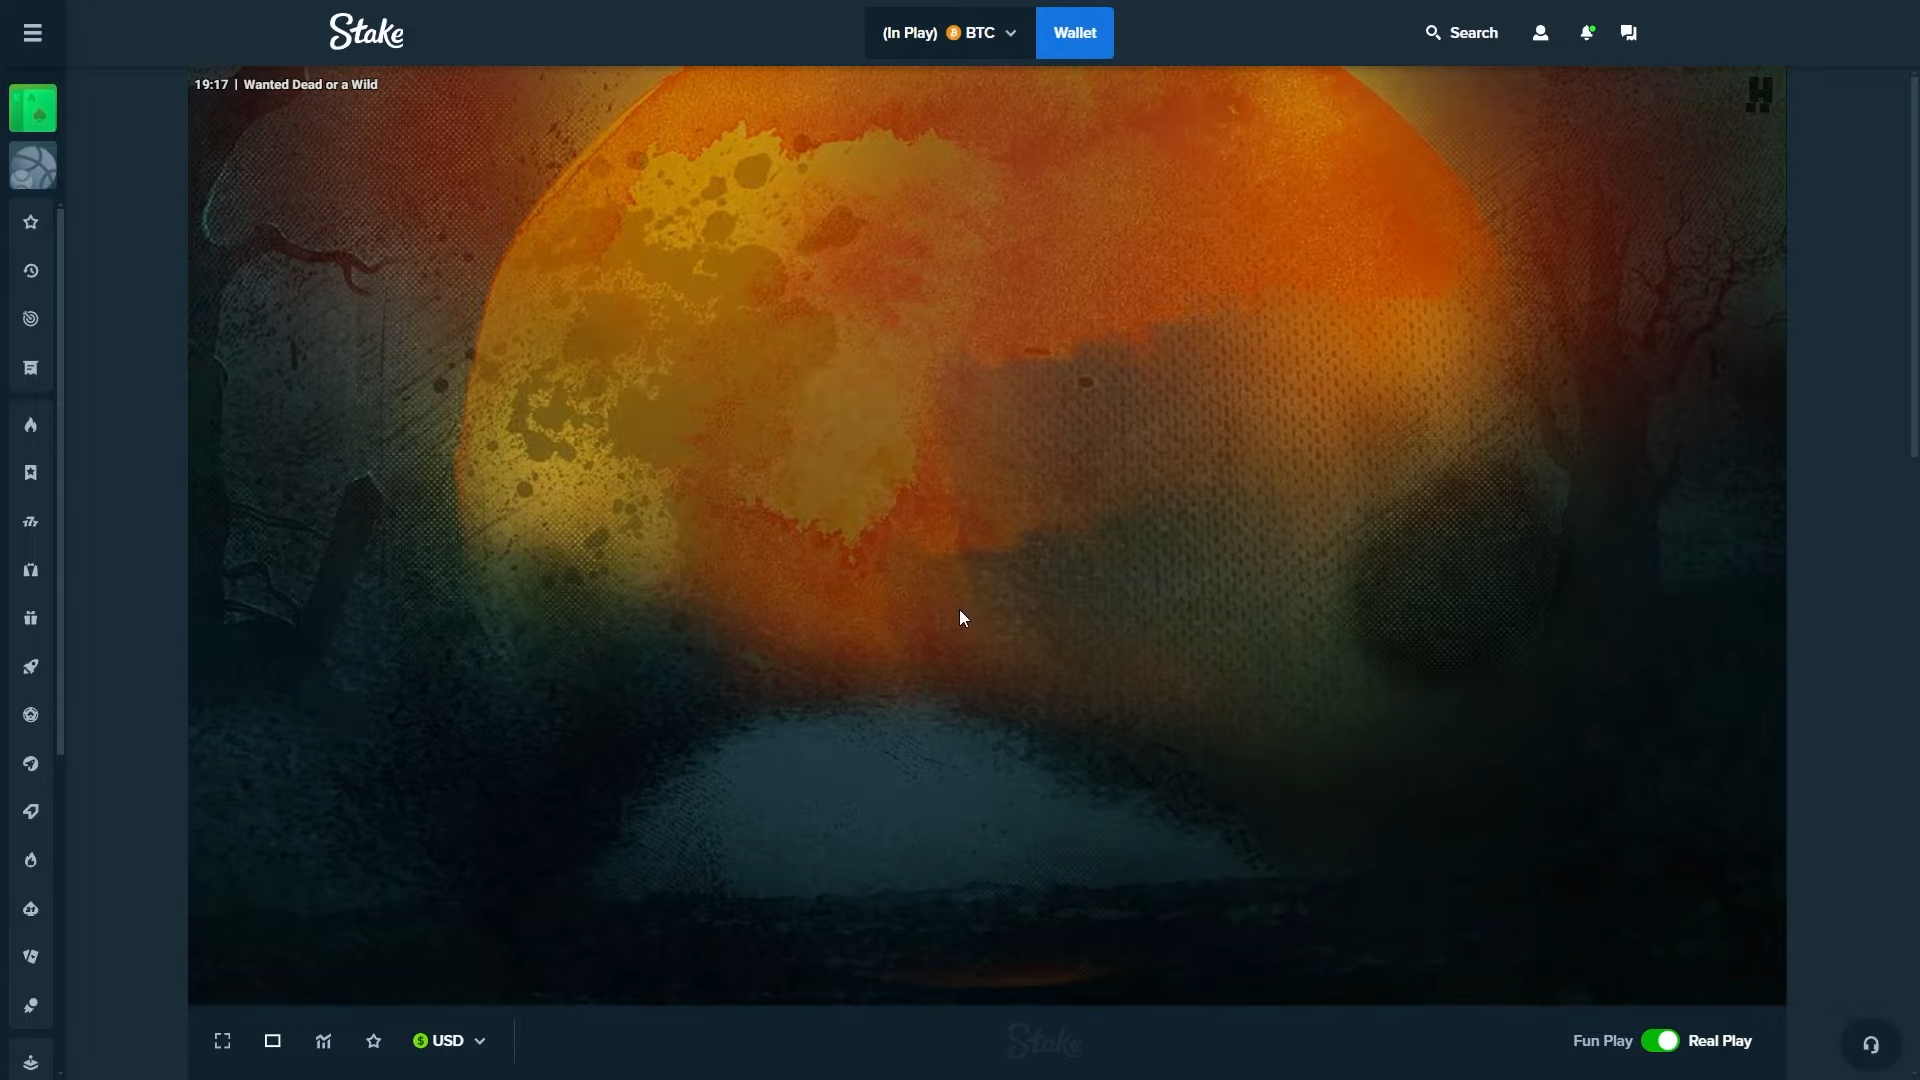 Stake
(In Play) BTC
Wallet
Search
19:17 | Wanted Dead or a Wild
USD
Stake
Fun Play
Real Play